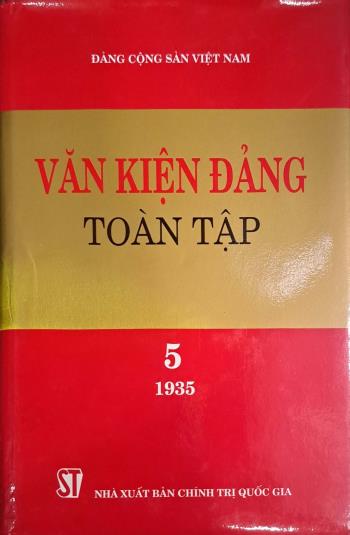 ĐẢNG CỘNG SẢN VIỆT NAM
VĂN KIỆN ĐẢNG
TOÀN TẬP
5
1935
ST
NHÀ XUẤT BẢN CHÍNH TRỊ QUỐC GIA